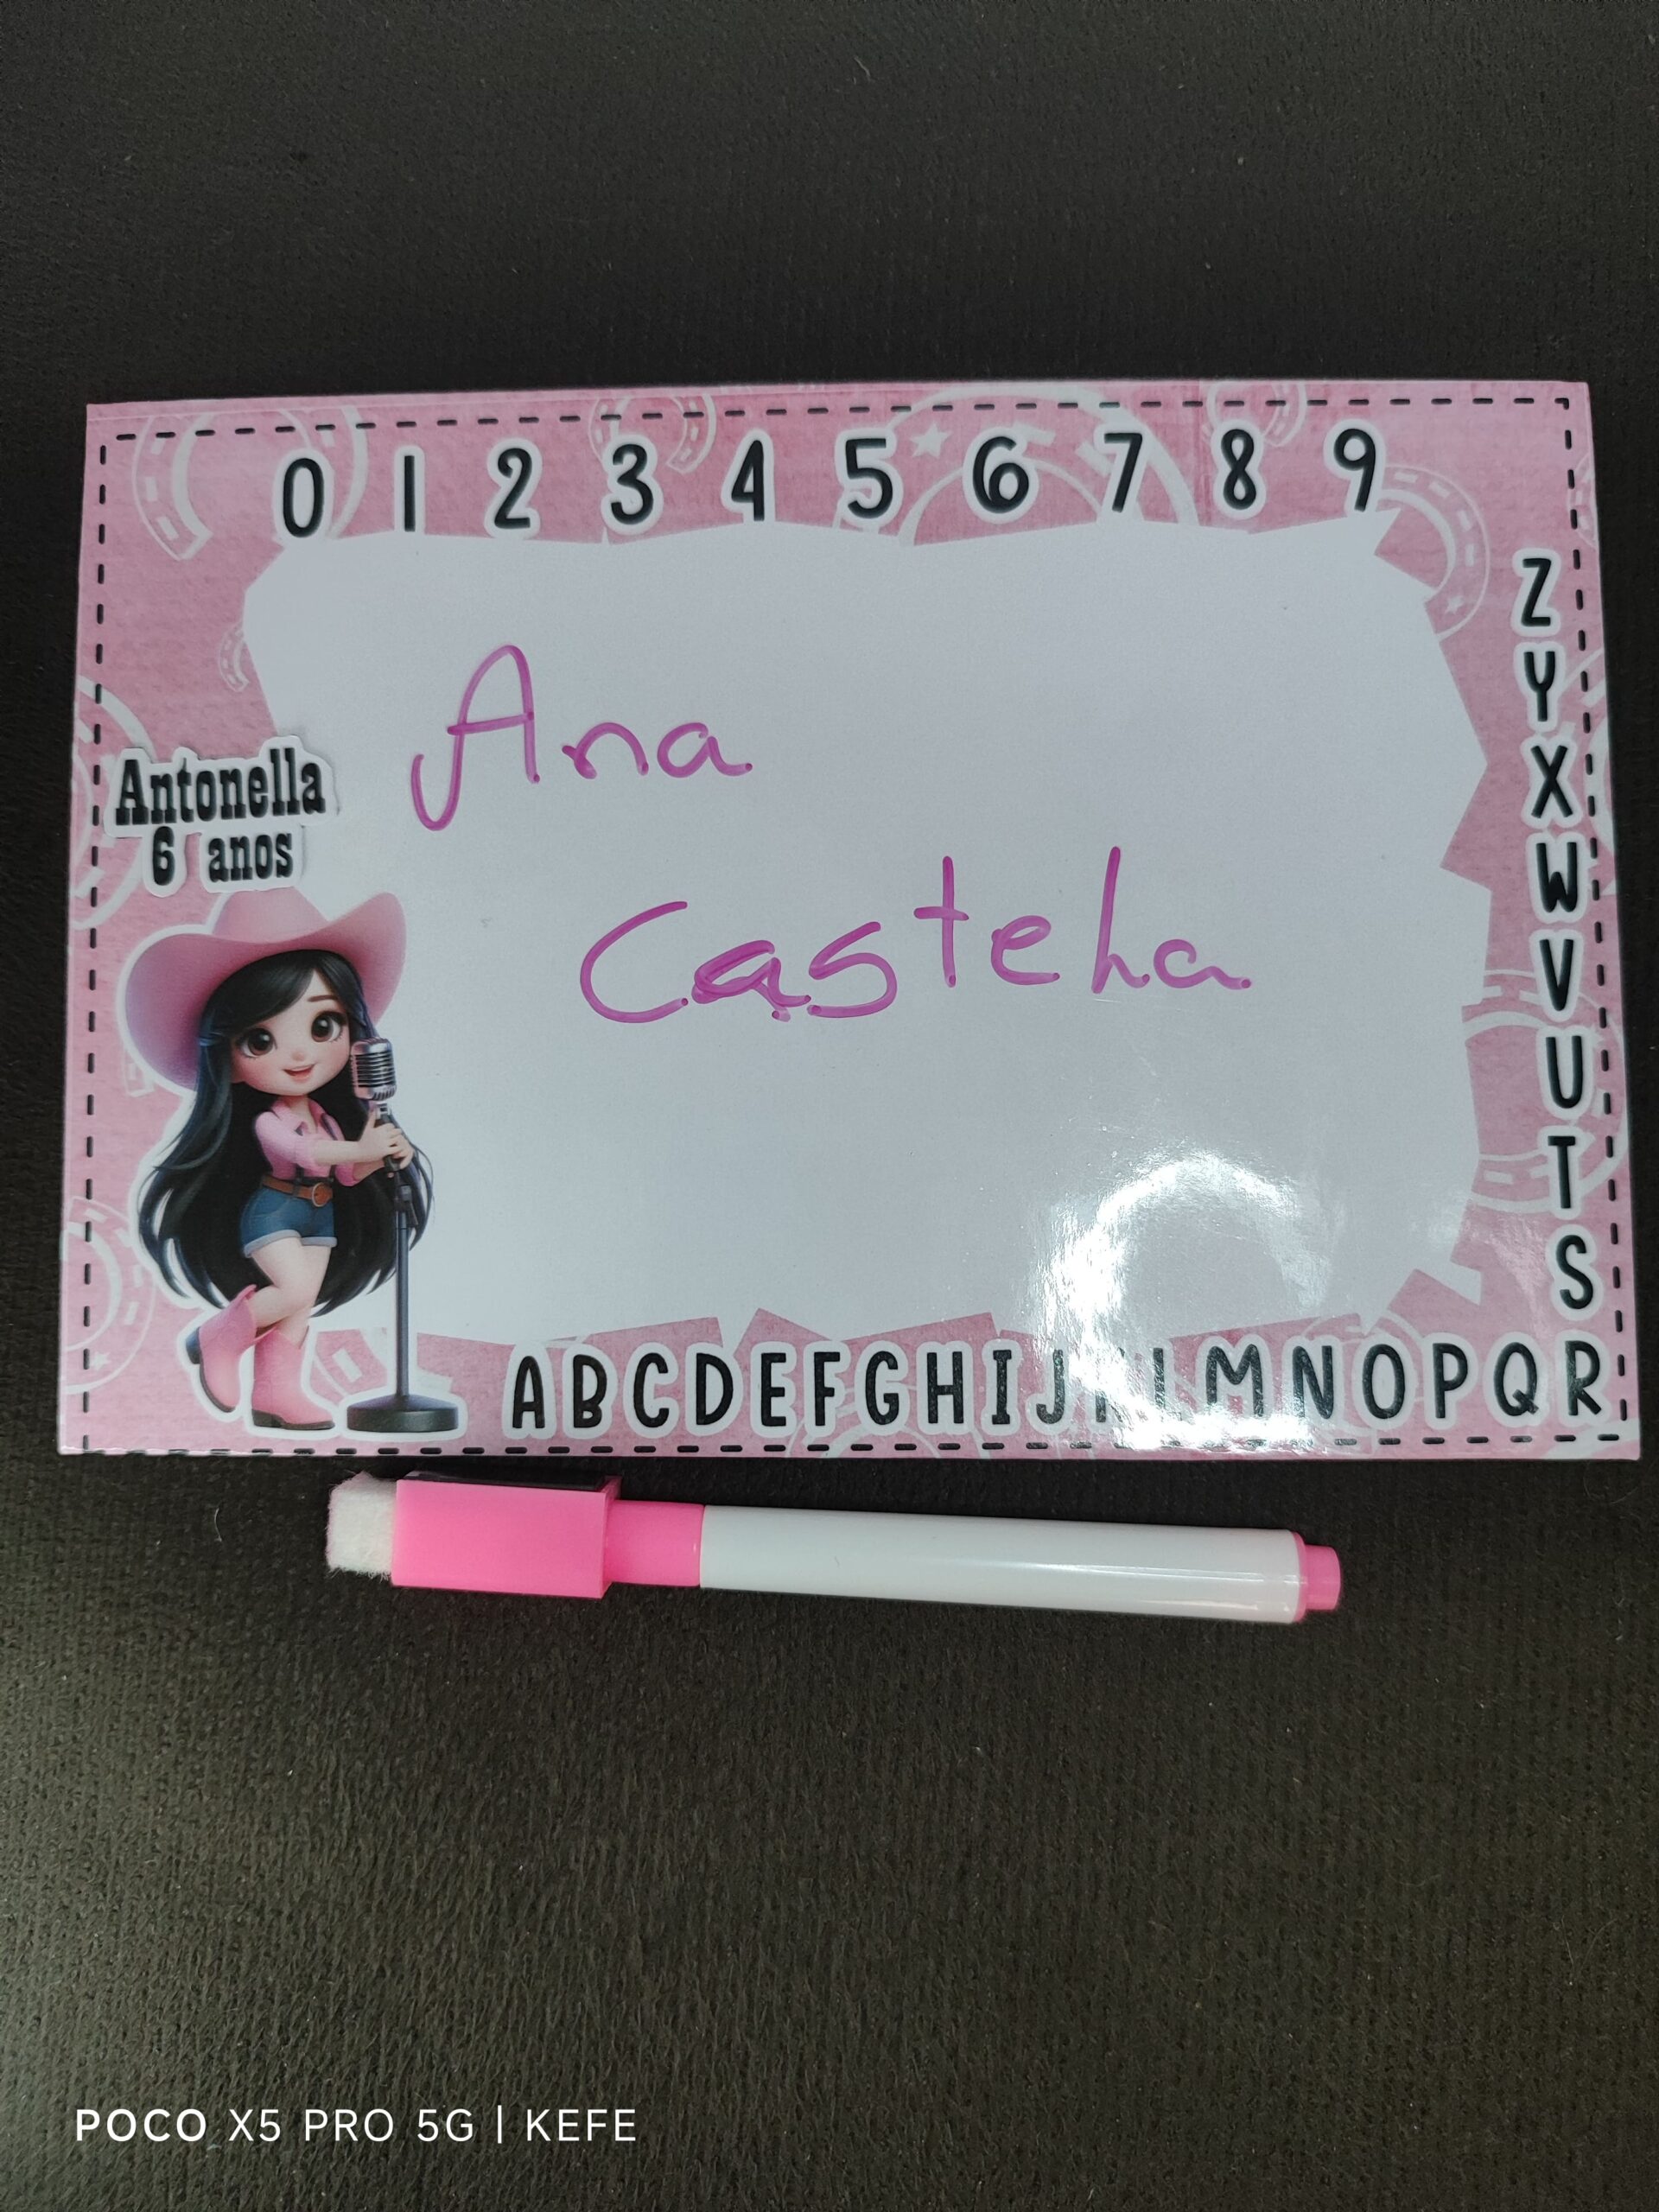 0 1 2 3 4 5 6 7 8 9
Ana
Casteha
Antonella
6 anos
A B C D E F G H I J K L M N O P Q R
S
T
U
V
W
X
Y
Z
POCO X5 PRO 5G | KEFE